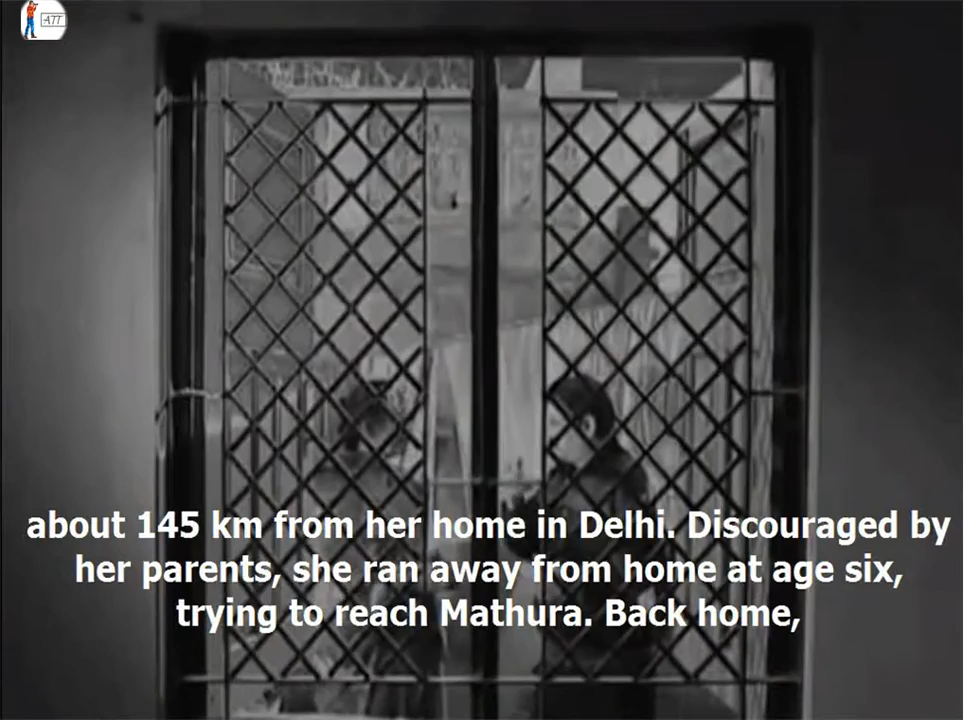 ATT
about 145 km from her home in Delhi. Discouraged by
her parents, she ran away from home at age six,
trying to reach Mathura. Back home,